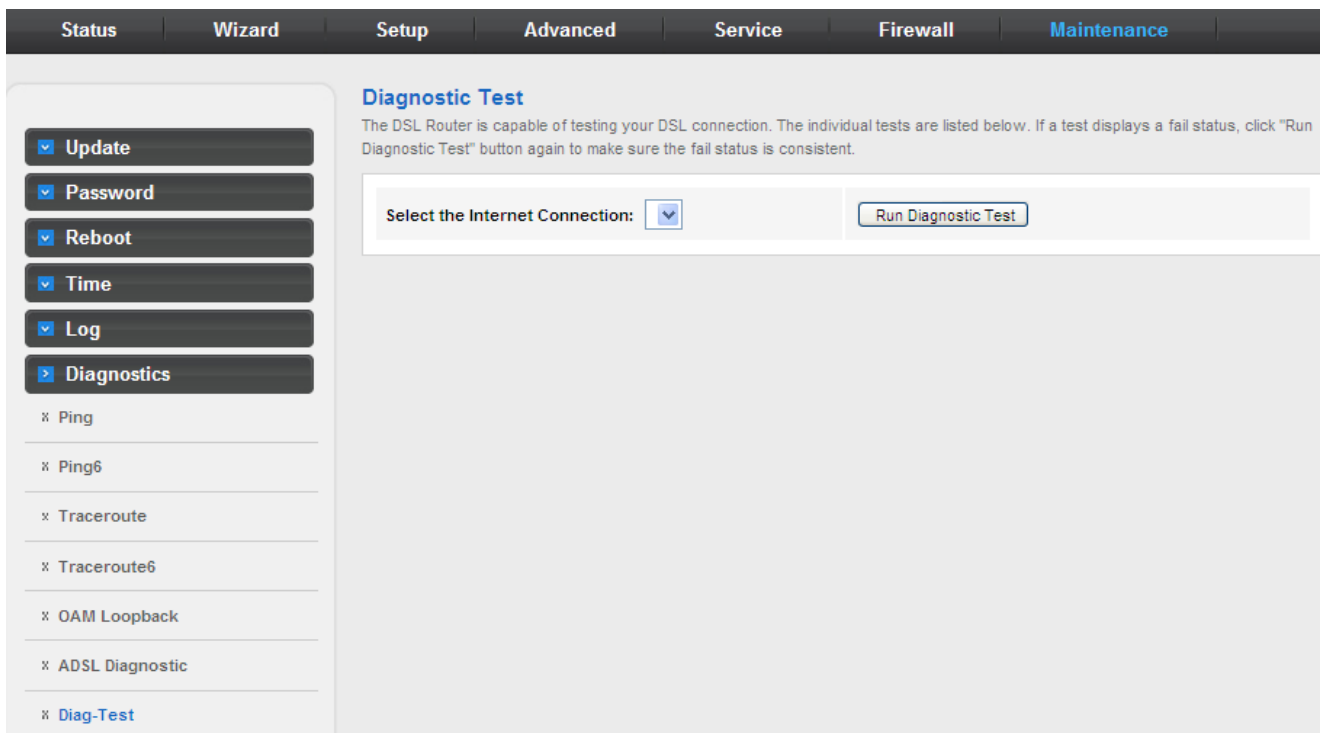 Status Wizard Setup Advanced Service Firewall Maintenance
Update
Password
Reboot
Time
Log
Diagnostics
Ping
Ping6
Traceroute
Traceroute6
OAM Loopback
ADSL Diagnostic
Diag-Test
Diagnostic Test
The DSL Router is capable of testing your DSL connection. The individual tests are listed below. If a test displays a fail status, click "Run
Diagnostic Test" button again to make sure the fail status is consistent.
Select the Internet Connection: Run Diagnostic Test